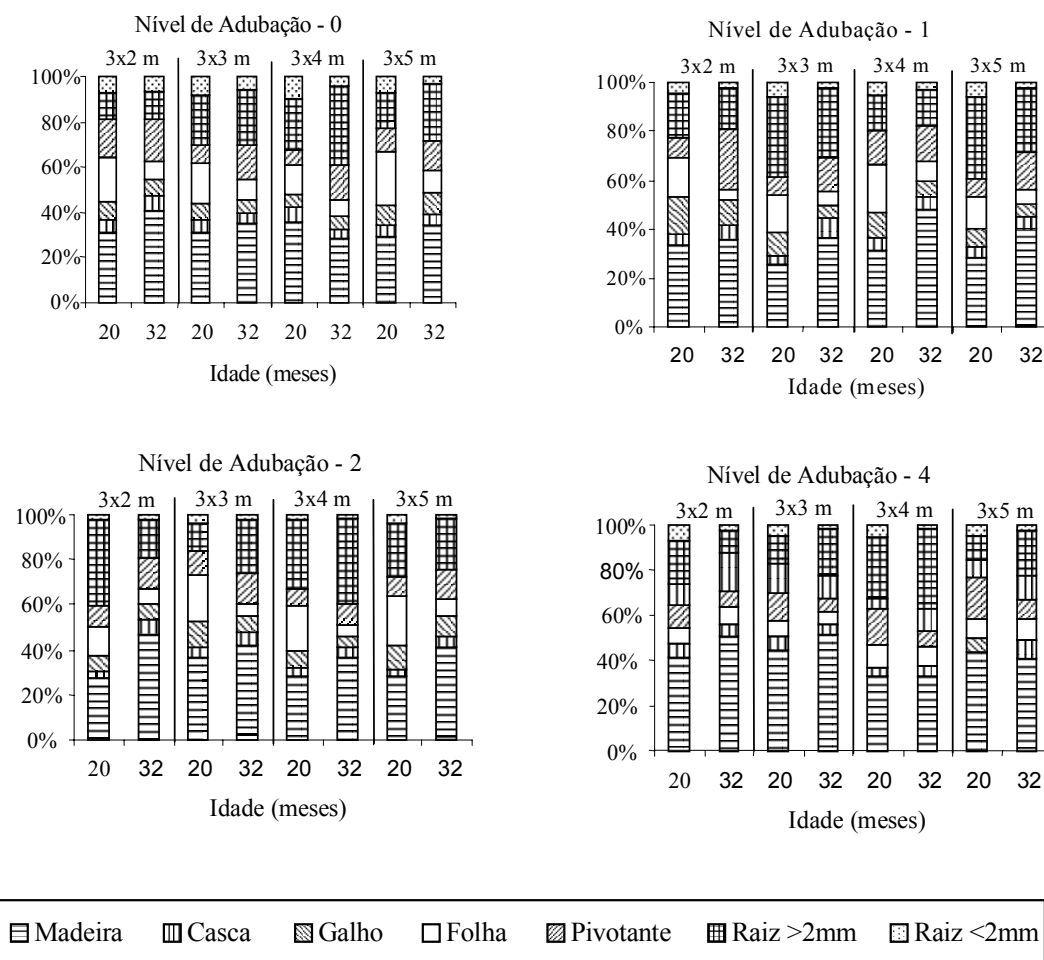 Nível de Adubação - 0
3x2 m 3x3 m 3x4 m 3x5 m
100%
80%
60%
40%
20%
0%
20 32 20 32 20 32 20 32
Idade (meses)
Nível de Adubação - 1
3x2 m 3x3 m 3x4 m 3x5 m
100%
80%
60%
40%
20%
0%
20 32 20 32 20 32 20 32
Idade (meses)
Nível de Adubação - 2
3x2 m 3x3 m 3x4 m 3x5 m
100%
80%
60%
40%
20%
0%
20 32 20 32 20 32 20 32
Idade (meses)
Nível de Adubação - 4
3x2 m 3x3 m 3x4 m 3x5 m
100%
80%
60%
40%
20%
0%
20 32 20 32 20 32 20 32
Idade (meses)
Madeira Casca Galho Folha Pivotante Raiz >2mm Raiz <2mm